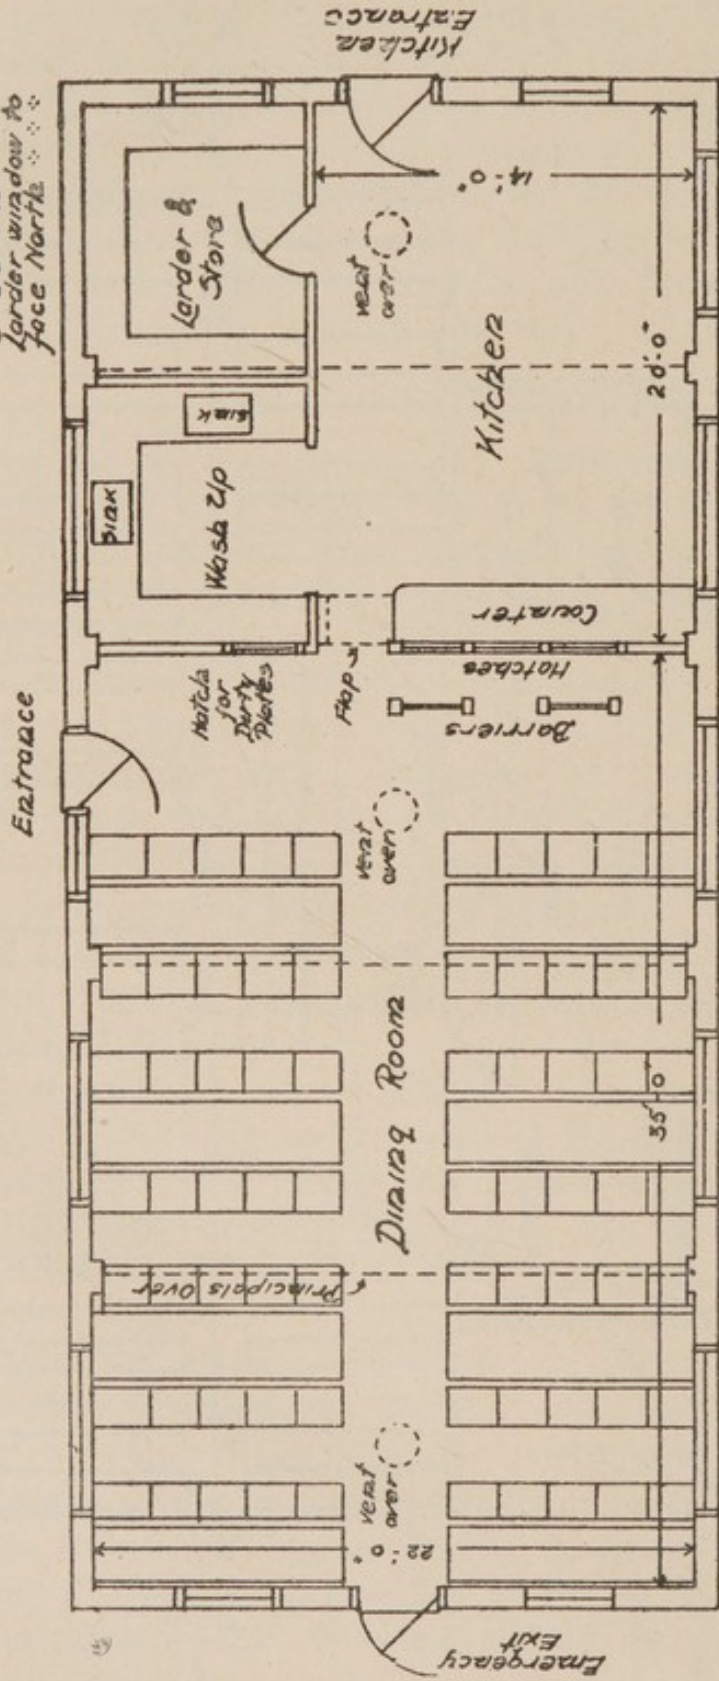 Kitchen
Entrance
Larder window to
face North
Larder &
Store
14'-0"
vent
over
Kitchen
20'-0"
Sink
Sink
Wash Up
Counter
Hatches
Hatch
for
Dirty
Plates
Flap
Barriers
Entrance
vent
over
Dining Room
35'-0"
Principals Over
vent
over
22'-0"
Emergency
Exit